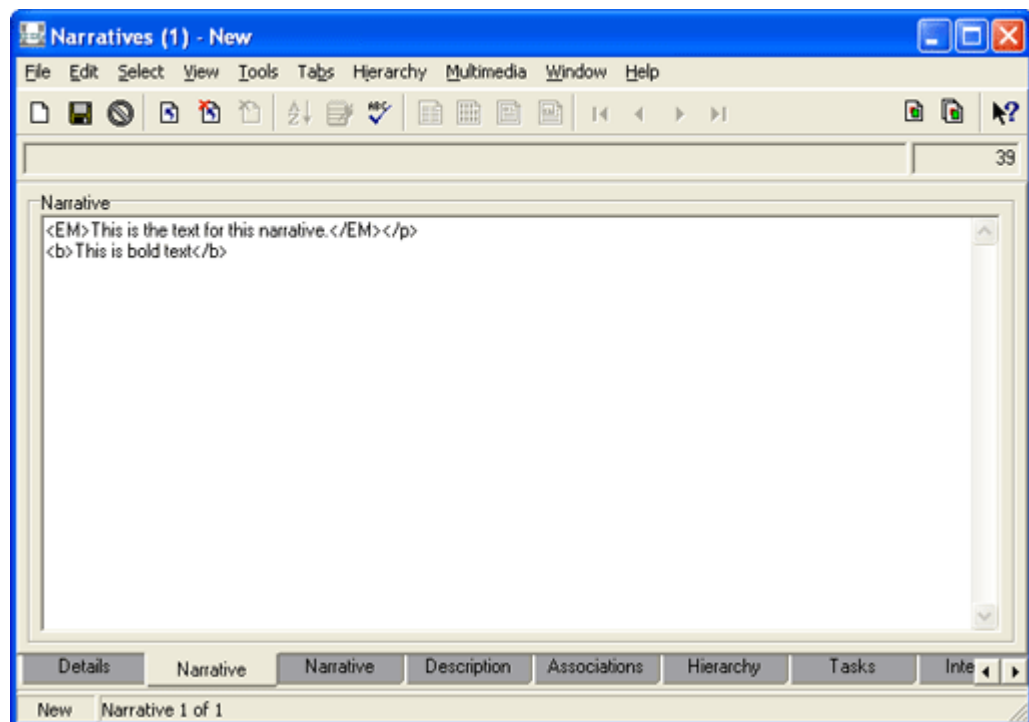 Narratives (1) - New
File Edit Select View Tools Tabs Hierarchy Multimedia Window Help
39
Narrative
<EM>This is the text for this narrative.</EM></p>
<b>This is bold text</b>
Details Narrative Narrative Description Associations Hierarchy Tasks Inte
New Narrative 1 of 1